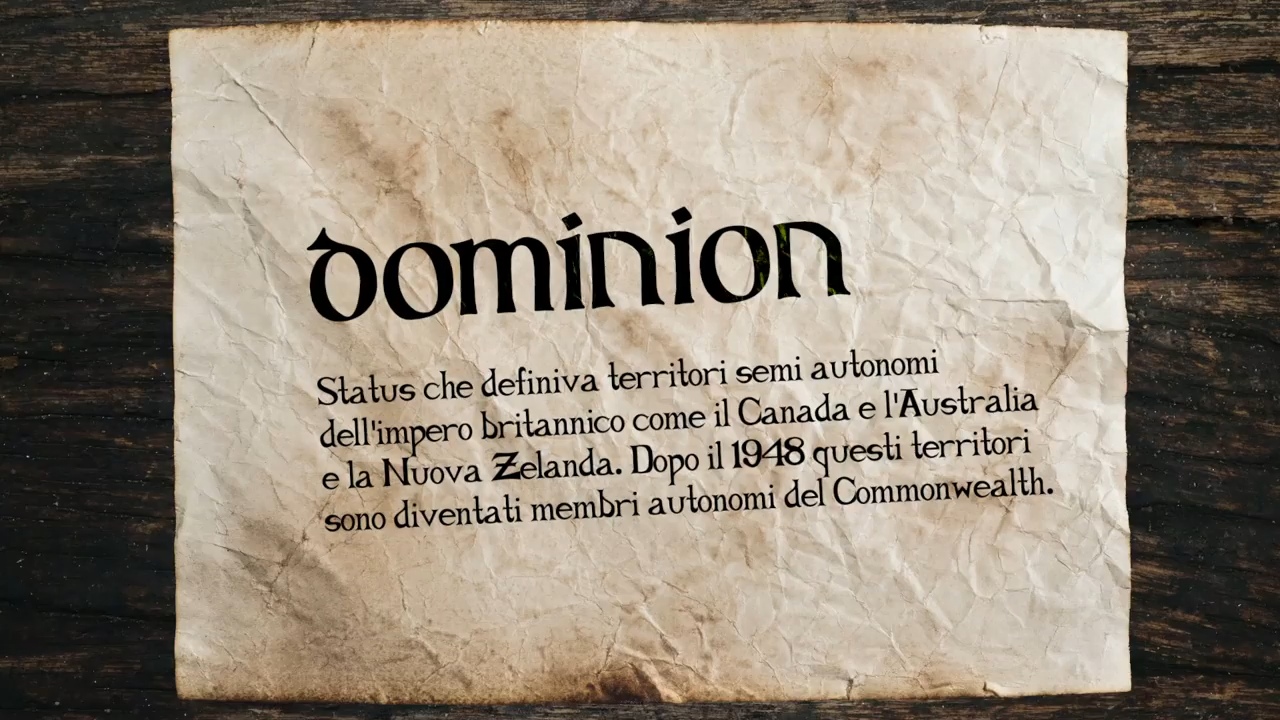 dominion
Status che definiva territori semi autonomi
dell'impero britannico come il Canada e l'Australia
e la Nuova Zelanda. Dopo il 1948 questi territori
sono diventati membri autonomi del Commonwealth.